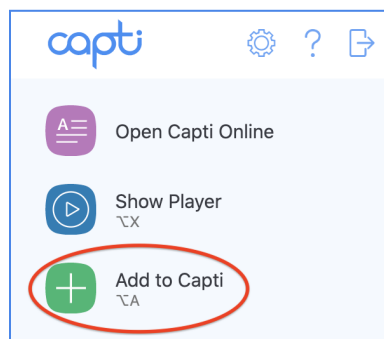 capti
?
A
Open Capti Online
Show Player
⌥X
Add to Capti
⌥A